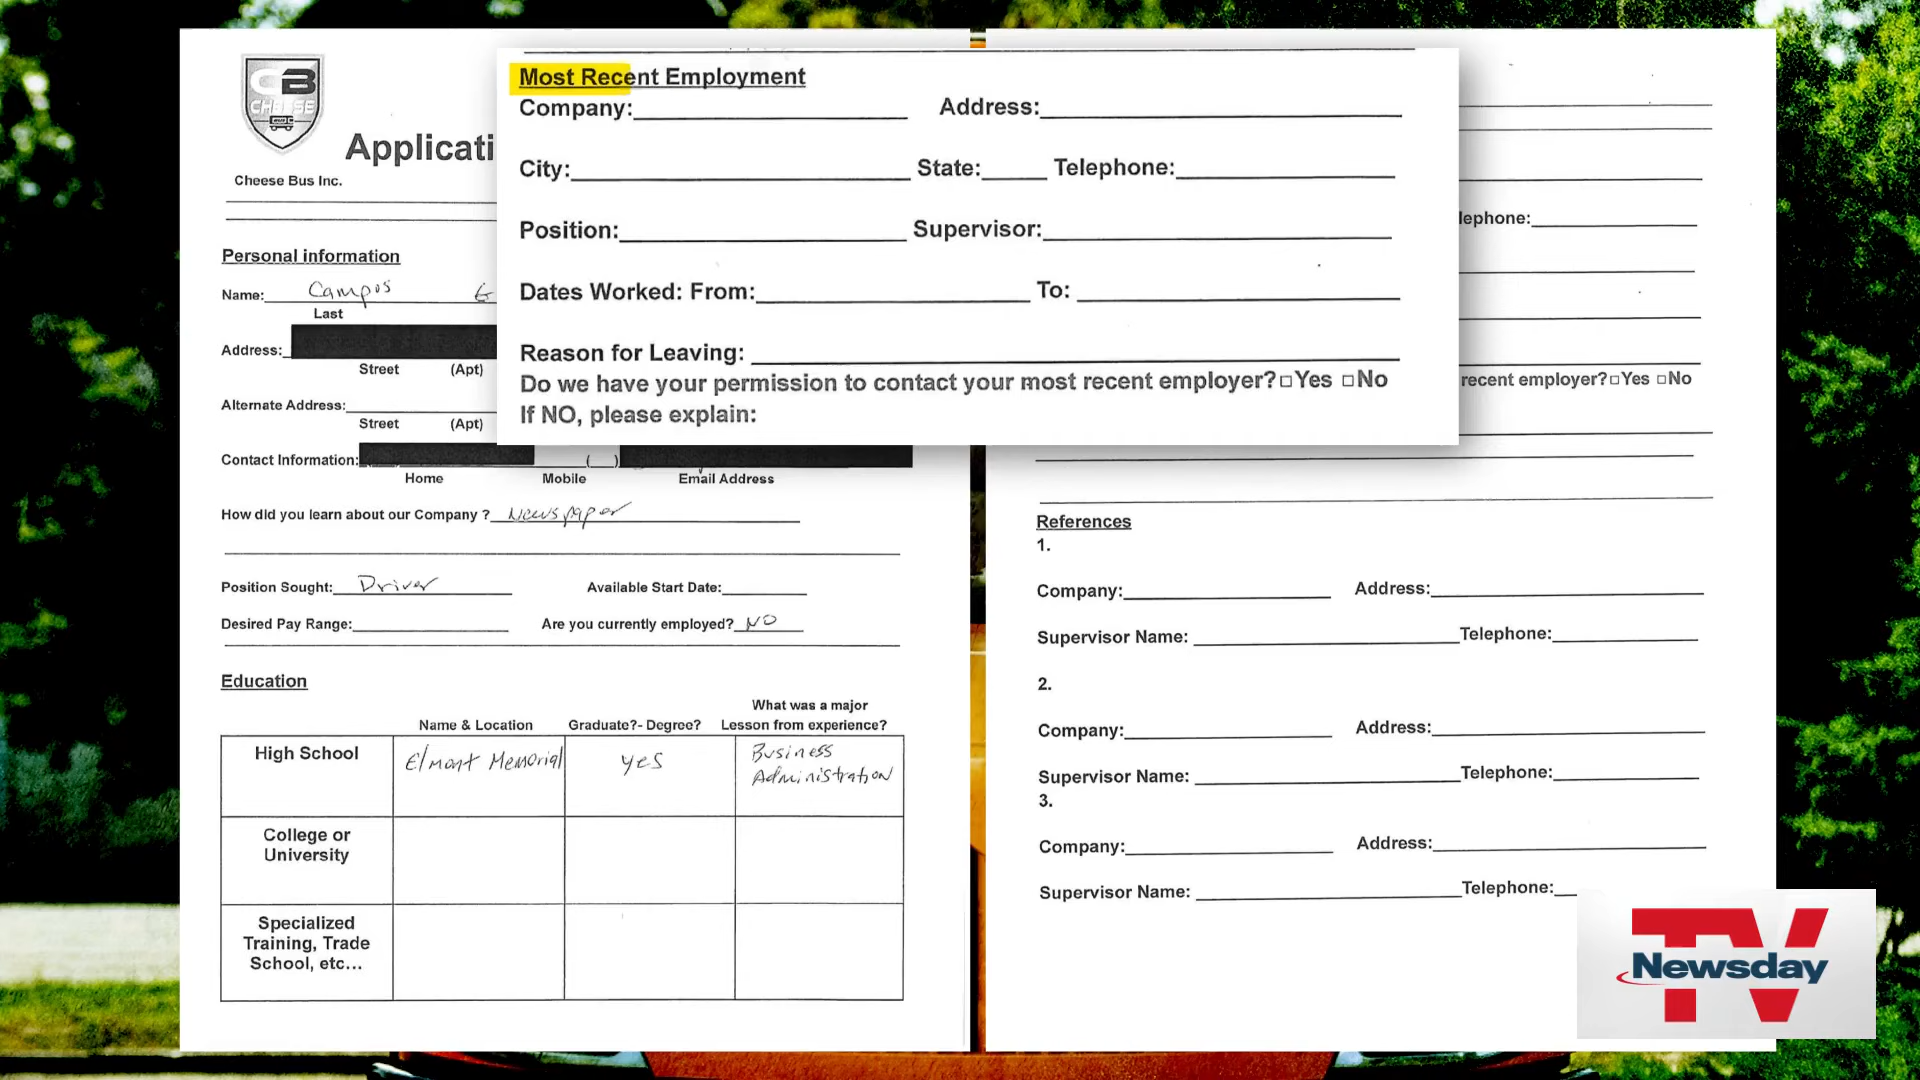 CB
CHEESE
Applicati
Cheese Bus Inc.
Personal information
Name: Campos G
Last
Address:
Street (Apt)
Alternate Address:
Street (Apt)
Contact Information: ( )
Home Mobile Email Address
How did you learn about our Company ? Newspaper
Position Sought: Driver Available Start Date:
Desired Pay Range: Are you currently employed? NO
Education
Name & Location Graduate?- Degree? What was a major Lesson from experience?
High School Elmont Memorial yes Business Administration
College or University
Specialized Training, Trade School, etc...
Most Recent Employment
Company: Address:
City: State: Telephone:
Position: Supervisor:
Dates Worked: From: To:
Reason for Leaving:
Do we have your permission to contact your most recent employer? □Yes □No
If NO, please explain:
lephone:
recent employer? □Yes □No
References
1.
Company: Address:
Supervisor Name: Telephone:
2.
Company: Address:
Supervisor Name: Telephone:
3.
Company: Address:
Supervisor Name: Telephone:
TV
Newsday